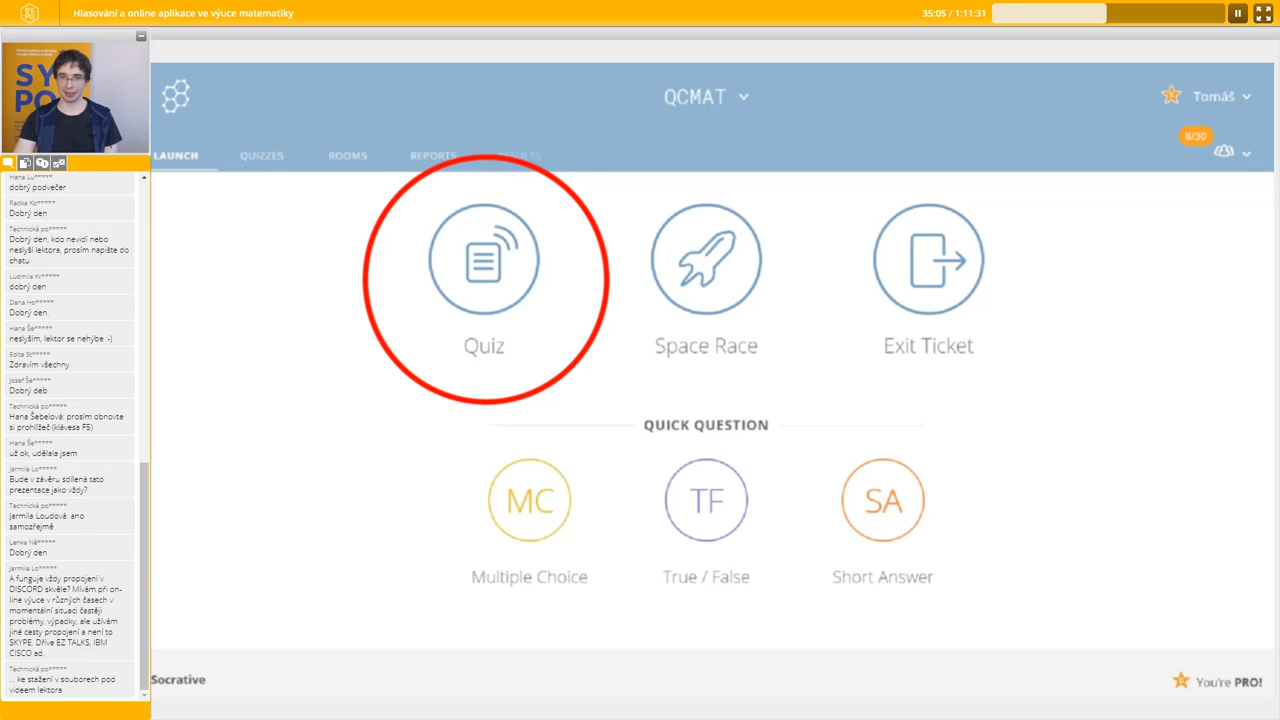 SY
PO
Hlasování a online aplikace ve výuce matematiky
35:05 / 1:11:31
SY
PO
Hana Lu*****
dobrý podvečer
Radka Ko*****
Dobrý den
Technická po*****
Dobrý den, kdo nevidí nebo
neslyší lektora, prosím napište do
chatu
Ludmila Kr*****
dobrý den
Dana Ho*****
Dobrý den.
Hana Še*****
neslyším, lektor se nehýbe :-)
Edita St*****
Zdravím všechny
Josef Še*****
Dobrý deb
Technická po*****
Hana Šebelová: prosím obnovte
si prohlížeč (klávesa F5)
Hana Še*****
už ok, udělala jsem
Jarmila Lo*****
Bude v závěru sdílená tato
prezentace jako vždy?
Technická po*****
Jarmila Loudová: ano
samozřejmě
Lenka Ně*****
Dobrý den
Jarmila Lo*****
A funguje vždy propojení v
DISCORD skvěle? Mívám při on-
line výuce v různých časech v
momentální situaci častěji
problémy, výpadky, ale užívám
jiné cesty propojení a není to
SKYPE. Dříve EZ TALKS, IBM
CISCO ad.
Technická po*****
... ke stažení v souborech pod
videem lektora
QCMAT
Tomáš
8/30
LAUNCH
QUIZZES
ROOMS
REPORTS
RESULTS
Quiz
Space Race
Exit Ticket
QUICK QUESTION
MC
TF
SA
Multiple Choice
True / False
Short Answer
Socrative
You're PRO!